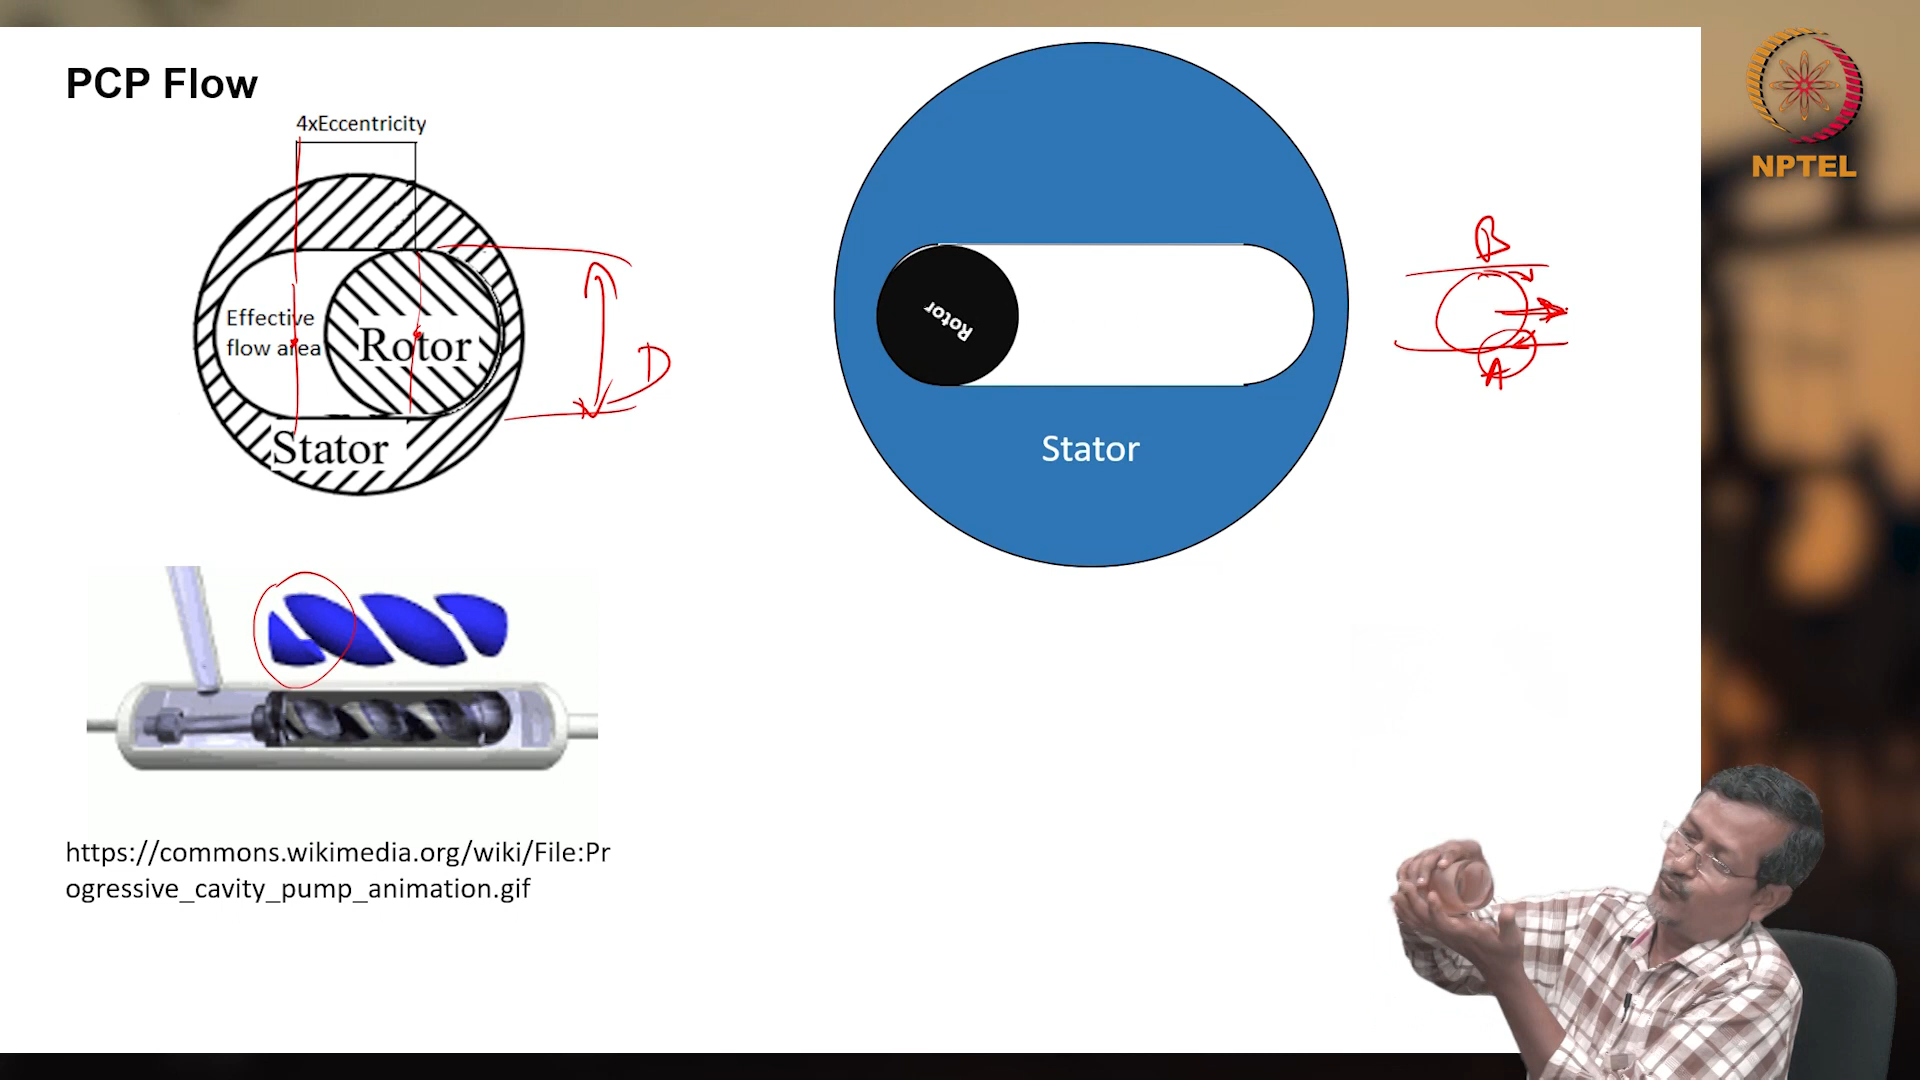 PCP Flow
4xEccentricity
Effective
flow area
Rotor
Stator
D
Rotor
Stator
B
A
NPTEL
https://commons.wikimedia.org/wiki/File:Pr
ogressive_cavity_pump_animation.gif